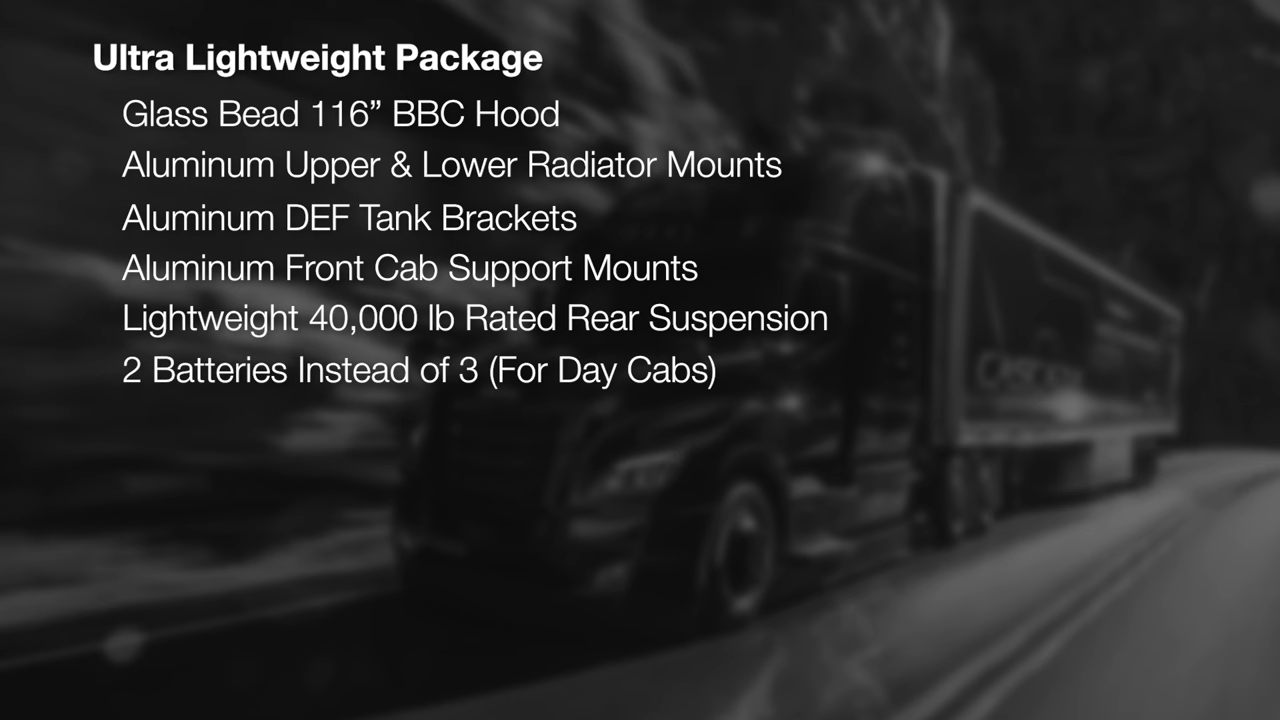 Ultra Lightweight Package
Glass Bead 116” BBC Hood
Aluminum Upper & Lower Radiator Mounts
Aluminum DEF Tank Brackets
Aluminum Front Cab Support Mounts
Lightweight 40,000 lb Rated Rear Suspension
2 Batteries Instead of 3 (For Day Cabs)